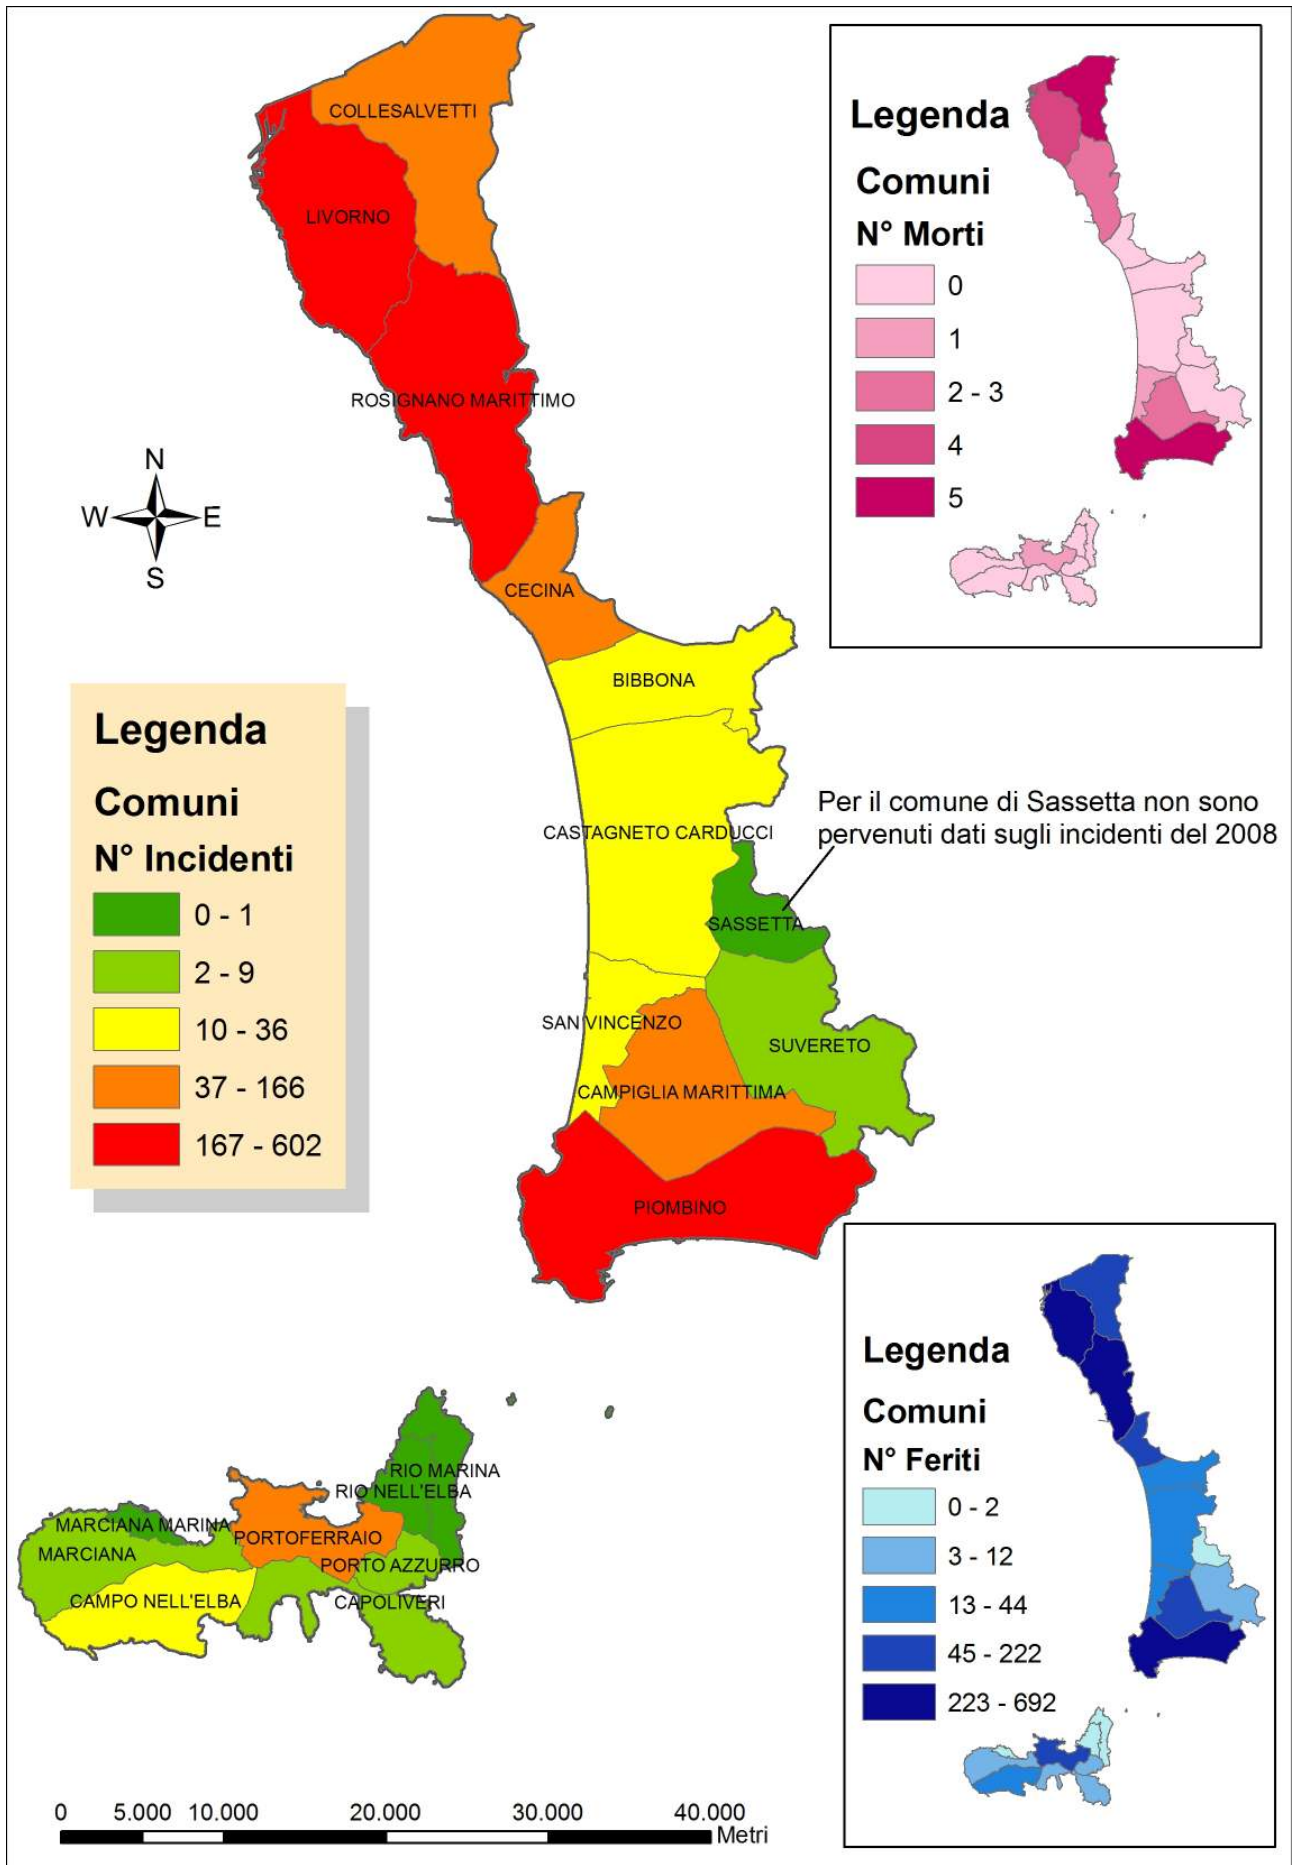 COLLESALVETTI
LIVORNO
ROSIGNANO MARITTIMO
N
W E
S
CECINA
BIBBONA
CASTAGNETO CARDUCCI
SASSETTA
SAN VINCENZO
SUVERETO
CAMPIGLIA MARITTIMA
PIOMBINO
RIO MARINA
RIO NELL'ELBA
MARCIANA MARINA
PORTOFERRAIO
MARCIANA
PORTO AZZURRO
CAMPO NELL'ELBA
CAPOLIVERI
Per il comune di Sassetta non sono
pervenuti dati sugli incidenti del 2008
Legenda
Comuni
N° Incidenti
0 - 1
2 - 9
10 - 36
37 - 166
167 - 602
Legenda
Comuni
N° Morti
0
1
2 - 3
4
5
Legenda
Comuni
N° Feriti
0 - 2
3 - 12
13 - 44
45 - 222
223 - 692
0 5.000 10.000 20.000 30.000 40.000
Metri